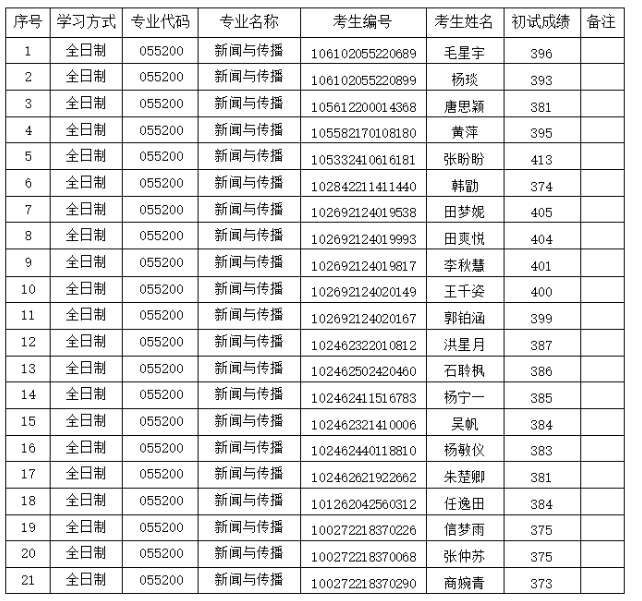 序号 学习方式 专业代码 专业名称 考生编号 考生姓名 初试成绩 备注
1 全日制 055200 新闻与传播 106102055220689 毛星宇 396
2 全日制 055200 新闻与传播 106102055220899 杨琰 393
3 全日制 055200 新闻与传播 105612200014368 唐思颖 381
4 全日制 055200 新闻与传播 105582170108180 黄萍 395
5 全日制 055200 新闻与传播 105332410616181 张盼盼 413
6 全日制 055200 新闻与传播 102842211411440 韩勖 374
7 全日制 055200 新闻与传播 102692124019538 田梦妮 405
8 全日制 055200 新闻与传播 102692124019993 田爽悦 404
9 全日制 055200 新闻与传播 102692124019817 李秋慧 401
10 全日制 055200 新闻与传播 102692124020149 王千姿 400
11 全日制 055200 新闻与传播 102692124020167 郭铂涵 399
12 全日制 055200 新闻与传播 102462322010812 洪星月 387
13 全日制 055200 新闻与传播 102462502420460 石聆枫 386
14 全日制 055200 新闻与传播 102462411516783 杨宁一 385
15 全日制 055200 新闻与传播 102462321410006 吴帆 384
16 全日制 055200 新闻与传播 102462440118810 杨敏仪 383
17 全日制 055200 新闻与传播 102462621922662 朱楚卿 381
18 全日制 055200 新闻与传播 101262042560312 任逸田 384
19 全日制 055200 新闻与传播 100272218370226 信梦雨 375
20 全日制 055200 新闻与传播 100272218370068 张仲苏 375
21 全日制 055200 新闻与传播 100272218370290 商婉青 373